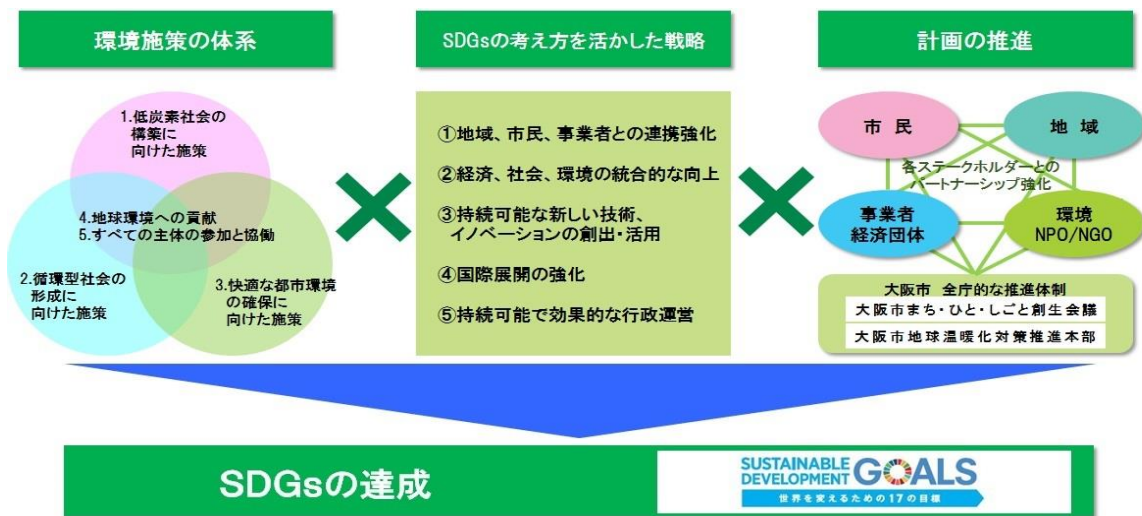 環境施策の体系
1.低炭素社会の
構築に
向けた施策
4.地球環境への貢献
5.すべての主体の参加と協働
2.循環型社会の
形成に
向けた施策
3.快適な都市環境
の確保に
向けた施策
SDGsの考え方を活かした戦略
①地域、市民、事業者との連携強化
②経済、社会、環境の統合的な向上
③持続可能な新しい技術、
イノベーションの創出・活用
④国際展開の強化
⑤持続可能で効果的な行政運営
計画の推進
市 民
地 域
各ステークホルダーとの
パートナーシップ強化
事業者
経済団体
環境
NPO/NGO
大阪市 全庁的な推進体制
大阪市まち・ひと・しごと創生会議
大阪市地球温暖化対策推進本部
SDGsの達成
SUSTAINABLE
DEVELOPMENT
GOALS
世界を変えるための17の目標